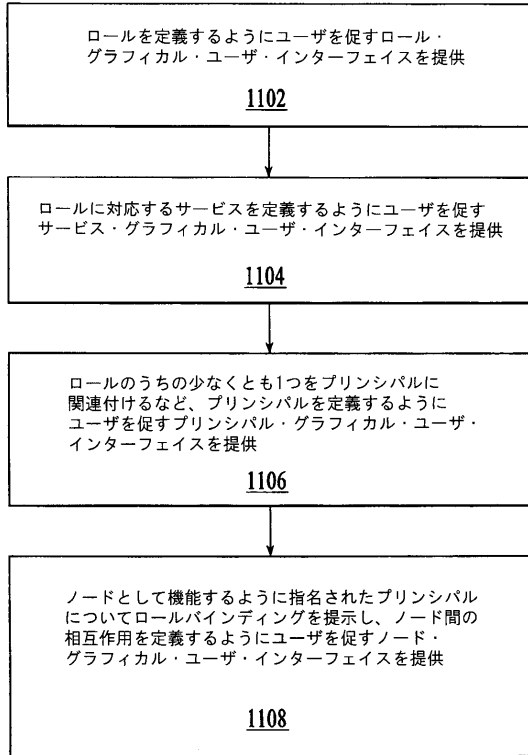 ロールを定義するようにユーザを促すロール・
グラフィカル・ユーザ・インターフェイスを提供
1102
ロールに対応するサービスを定義するようにユーザを促す
サービス・グラフィカル・ユーザ・インターフェイスを提供
1104
ロールのうちの少なくとも1つをプリンシパルに
関連付けるなど、プリンシパルを定義するように
ユーザを促すプリンシパル・グラフィカル・ユーザ・
インターフェイスを提供
1106
ノードとして機能するように指名されたプリンシパル
についてロールバインディングを提示し、ノード間の
相互作用を定義するようにユーザを促すノード・
グラフィカル・ユーザ・インターフェイスを提供
1108